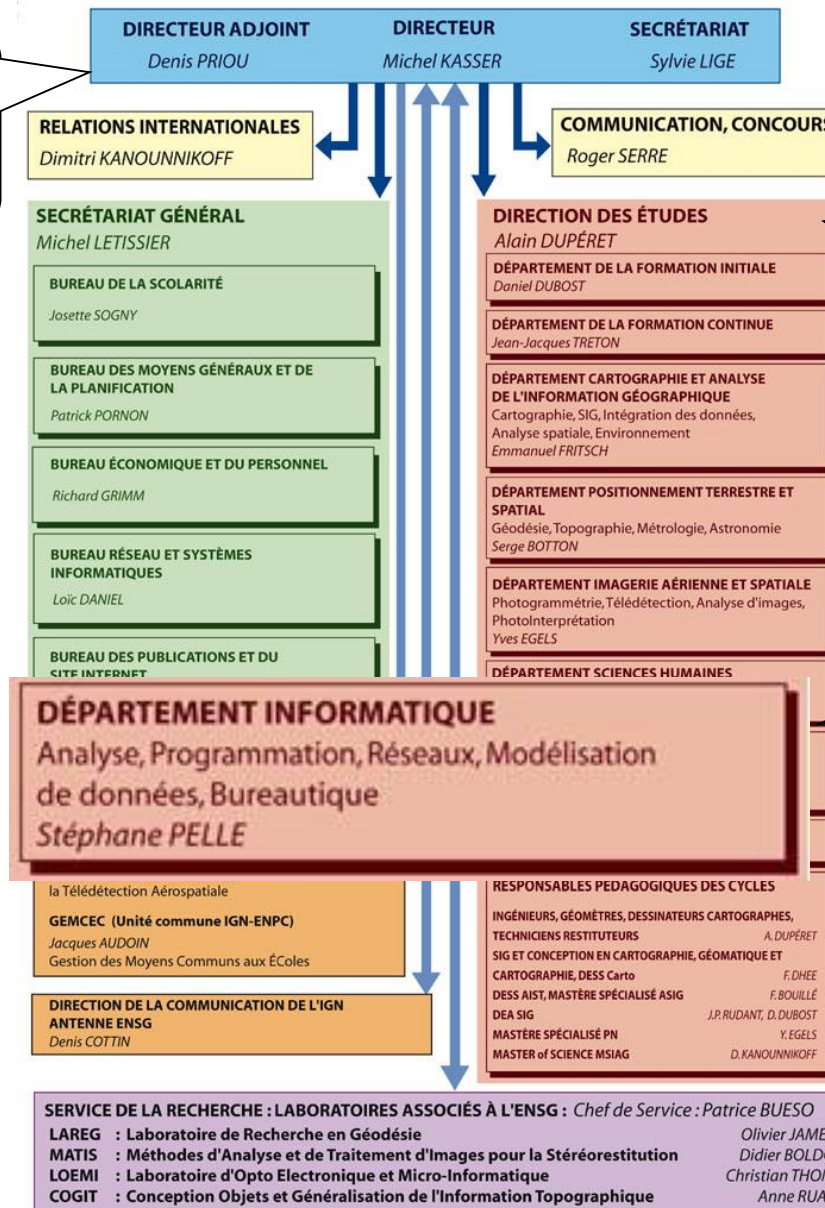 DIRECTEUR ADJOINT
Denis PRIOU
DIRECTEUR
Michel KASSER
SECRÉTARIAT
Sylvie LIGE
RELATIONS INTERNATIONALES
Dimitri KANOUNNIKOFF
COMMUNICATION, CONCOURS
Roger SERRE
SECRÉTARIAT GÉNÉRAL
Michel LETISSIER
BUREAU DE LA SCOLARITÉ
Josette SOGNY
BUREAU DES MOYENS GÉNÉRAUX ET DE
LA PLANIFICATION
Patrick PORNON
BUREAU ÉCONOMIQUE ET DU PERSONNEL
Richard GRIMM
BUREAU RÉSEAU ET SYSTÈMES
INFORMATIQUES
Loïc DANIEL
BUREAU DES PUBLICATIONS ET DU
SITE INTERNET
DIRECTION DES ÉTUDES
Alain DUPÉRET
DÉPARTEMENT DE LA FORMATION INITIALE
Daniel DUBOST
DÉPARTEMENT DE LA FORMATION CONTINUE
Jean-Jacques TRETON
DÉPARTEMENT CARTOGRAPHIE ET ANALYSE
DE L'INFORMATION GÉOGRAPHIQUE
Cartographie, SIG, Intégration des données,
Analyse spatiale, Environnement
Emmanuel FRITSCH
DÉPARTEMENT POSITIONNEMENT TERRESTRE ET
SPATIAL
Géodésie, Topographie, Métrologie, Astronomie
Serge BOTTON
DÉPARTEMENT IMAGERIE AÉRIENNE ET SPATIALE
Photogrammétrie, Télédétection, Analyse d'images,
PhotoInterprétation
Yves EGELS
DÉPARTEMENT SCIENCES HUMAINES
DÉPARTEMENT INFORMATIQUE
Analyse, Programmation, Réseaux, Modélisation
de données, Bureautique
Stéphane PELLE
la Télédétection Aérospatiale
GEMCEC (Unité commune IGN-ENPC)
Jacques AUDOIN
Gestion des Moyens Communs aux ÉColes
DIRECTION DE LA COMMUNICATION DE L'IGN
ANTENNE ENSG
Denis COTTIN
RESPONSABLES PÉDAGOGIQUES DES CYCLES
INGÉNIEURS, GÉOMÈTRES, DESSINATEURS CARTOGRAPHES,
TECHNICIENS RESTITUTEURS A. DUPÉRET
SIG ET CONCEPTION EN CARTOGRAPHIE, GÉOMATIQUE ET
CARTOGRAPHIE, DESS Carto F. DHEE
DESS AIST, MASTÈRE SPÉCIALISÉ ASIG F. BOUILLÉ
DEA SIG J.P. RUDANT, D. DUBOST
MASTÈRE SPÉCIALISÉ PN Y. EGELS
MASTER of SCIENCE MSIAG D. KANOUNNIKOFF
SERVICE DE LA RECHERCHE : LABORATOIRES ASSOCIÉS À L'ENSG : Chef de Service : Patrice BUESO
LAREG : Laboratoire de Recherche en Géodésie Olivier JAME
MATIS : Méthodes d'Analyse et de Traitement d'Images pour la Stéréorestitution Didier BOLDO
LOEMI : Laboratoire d'Opto Electronique et Micro-Informatique Christian THOM
COGIT : Conception Objets et Généralisation de l'Information Topographique Anne RUA